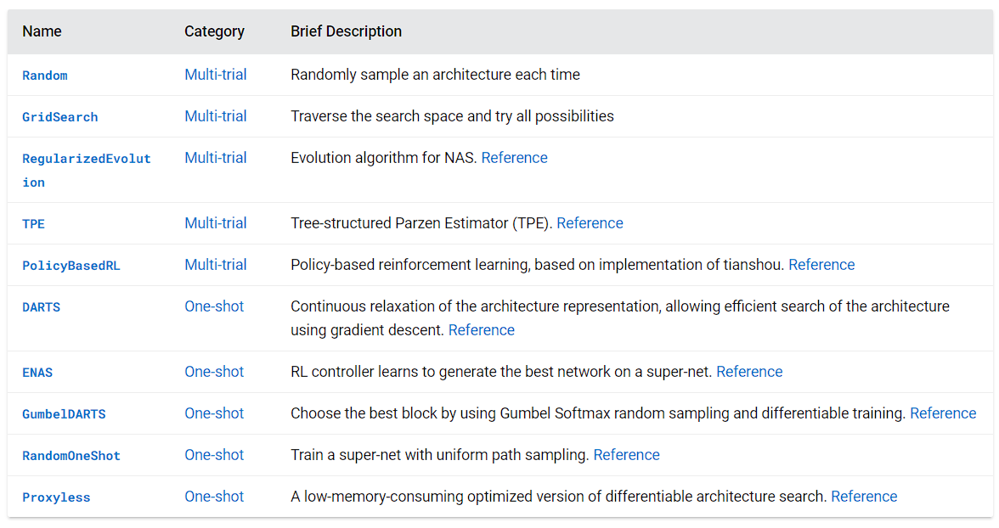 Name Category Brief Description
Random Multi-trial Randomly sample an architecture each time
GridSearch Multi-trial Traverse the search space and try all possibilities
RegularizedEvolut Multi-trial Evolution algorithm for NAS. Reference
ion
TPE Multi-trial Tree-structured Parzen Estimator (TPE). Reference
PolicyBasedRL Multi-trial Policy-based reinforcement learning, based on implementation of tianshou. Reference
DARTS One-shot Continuous relaxation of the architecture representation, allowing efficient search of the architecture
using gradient descent. Reference
ENAS One-shot RL controller learns to generate the best network on a super-net. Reference
GumbelDARTS One-shot Choose the best block by using Gumbel Softmax random sampling and differentiable training. Reference
RandomOneShot One-shot Train a super-net with uniform path sampling. Reference
Proxyless One-shot A low-memory-consuming optimized version of differentiable architecture search. Reference